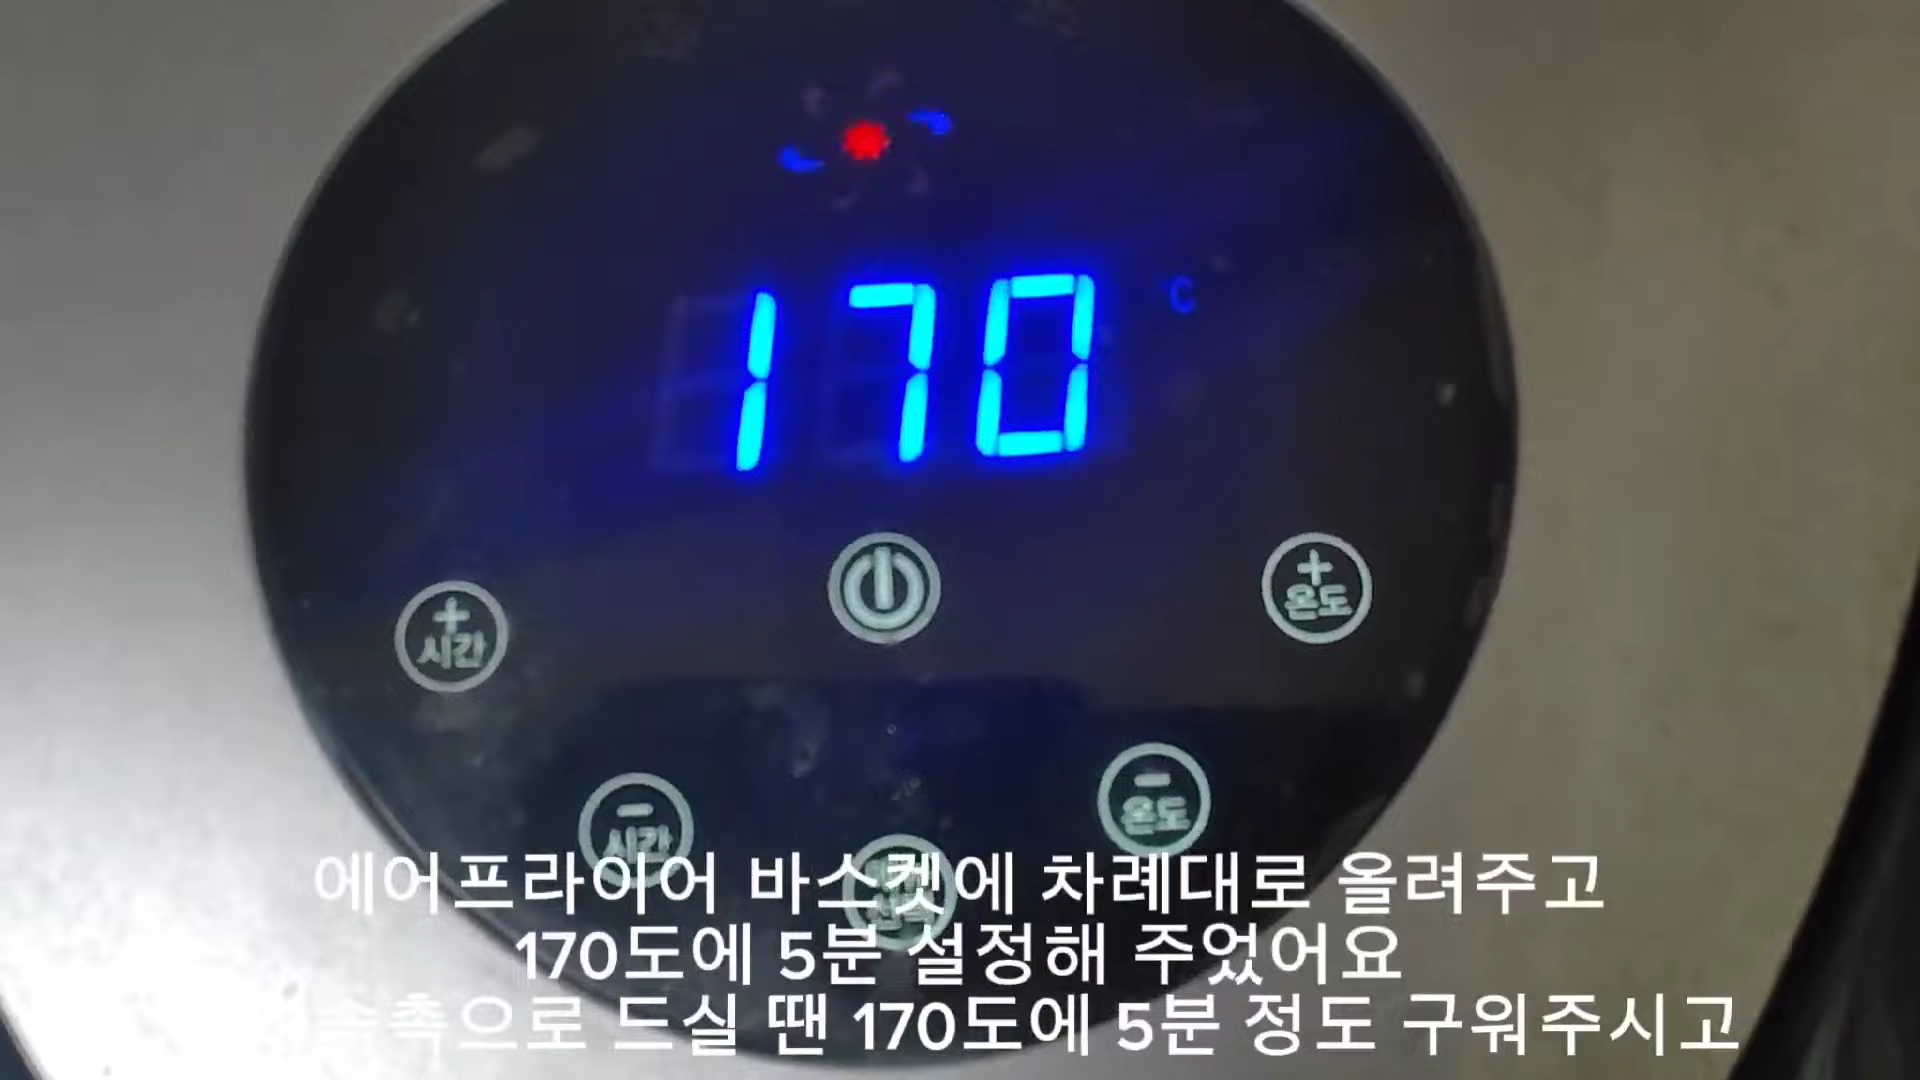 170 C
+ 시간
+ 온도
- 시간
- 온도
에어프라이어 바스켓에 차례대로 올려주고
170도에 5분 설정해 주었어요
수촉으로 드실 땐 170도에 5분 정도 구워주시고